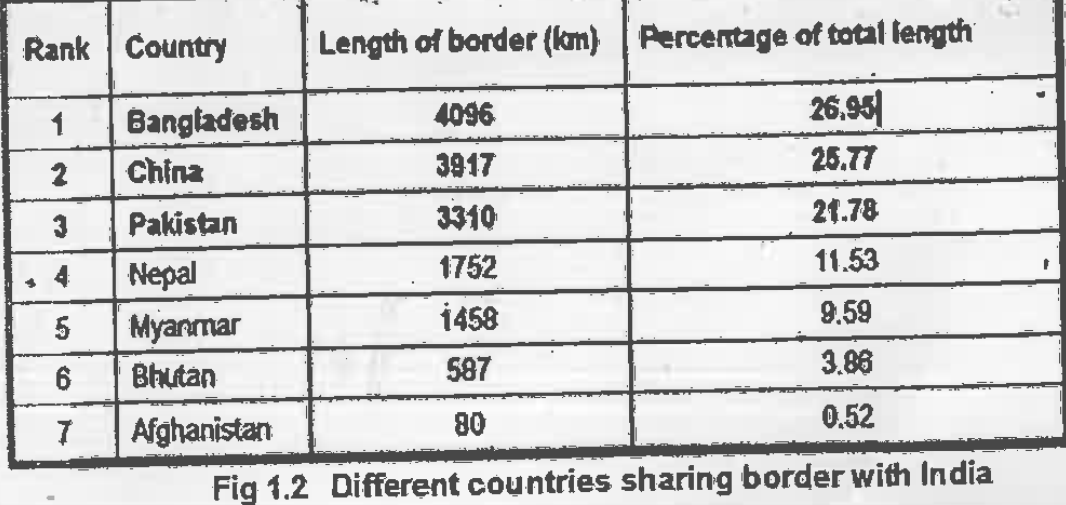 Rank Country Length of border (km) Percentage of total length
1 Bangladesh 4096 26.95
2 China 3917 25.77
3 Pakistan 3310 21.78
4 Nepal 1752 11.53
5 Myanmar 1458 9.59
6 Bhutan 587 3.86
7 Afghanistan 80 0.52
Fig 1.2 Different countries sharing border with India